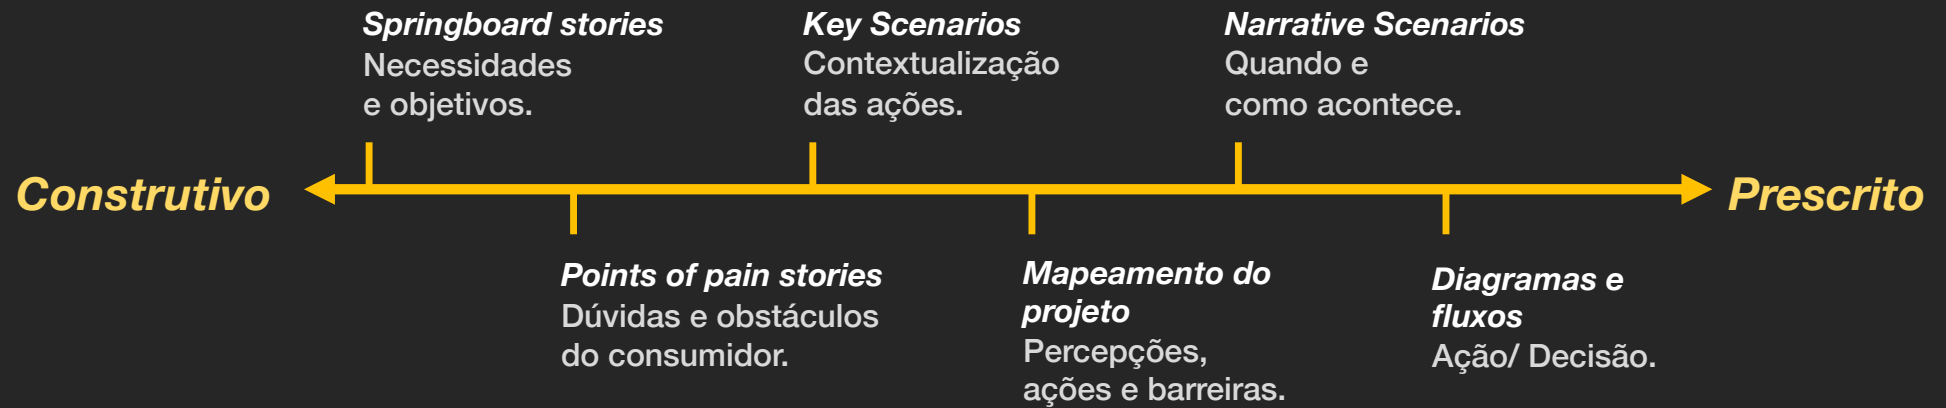 Springboard stories
Necessidades
e objetivos.
Key Scenarios
Contextualização
das ações.
Narrative Scenarios
Quando e
como acontece.
Construtivo
Prescrito
Points of pain stories
Dúvidas e obstáculos
do consumidor.
Mapeamento do
projeto
Percepções,
ações e barreiras.
Diagramas e
fluxos
Ação/ Decisão.